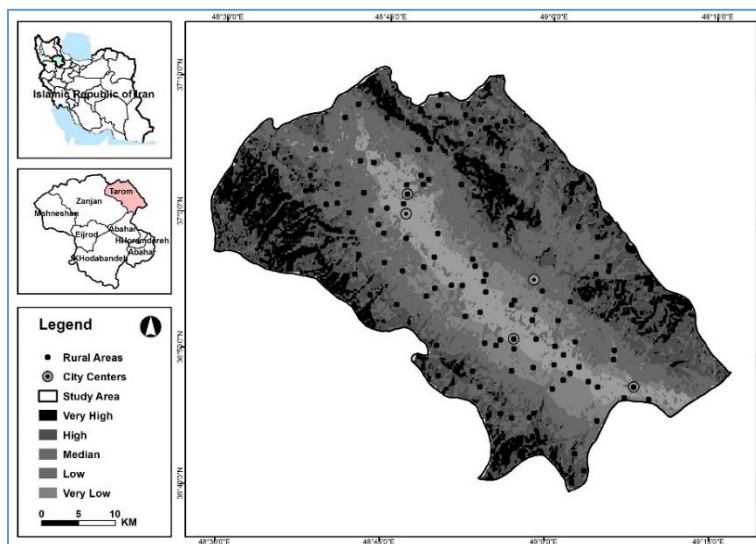 Islamic Republic of Iran
Tarom
Zanjan
Mahneshan
Abahar
Eijrod
Abahar
Legend
Rural Areas
City Centers
Study Area
Very High
High
Median
Low
Very Low
0 5 10
KM
48°30'0"E 48°45'0"E 49°0'0"E 49°15'0"E
37°10'0"N
37°0'0"N
36°50'0"N
36°40'0"N
48°30'0"E 48°45'0"E 49°0'0"E 49°15'0"E